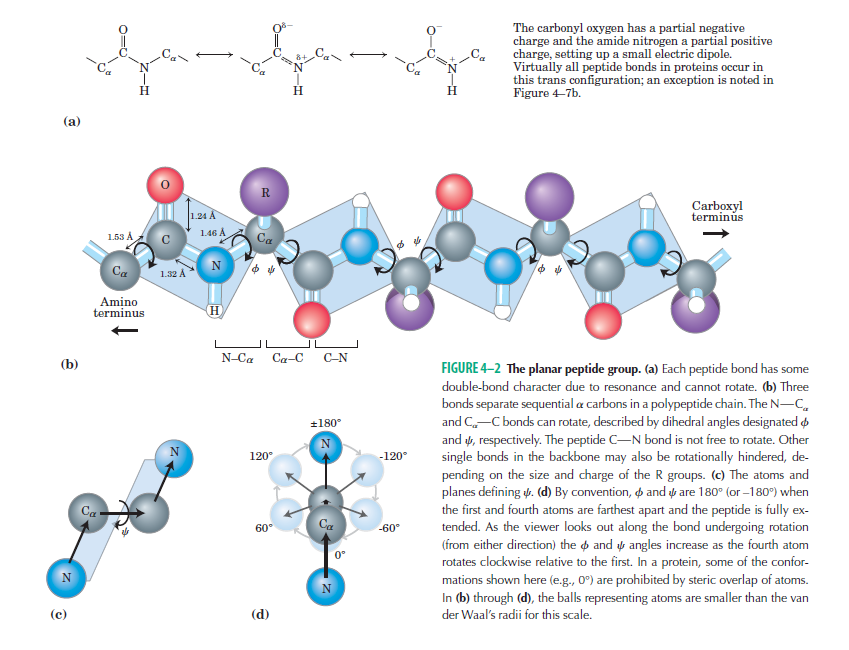 O
C
Cα
N
H
Cα
Oδ−
C
Cα
δ+
N
H
Cα
O−
C
Cα
+
N
H
Cα
The carbonyl oxygen has a partial negative
charge and the amide nitrogen a partial positive
charge, setting up a small electric dipole.
Virtually all peptide bonds in proteins occur in
this trans configuration; an exception is noted in
Figure 4–7b.
(a)
O
R
1.24 Å
1.53 Å
C
1.46 Å
Cα
Cα
1.32 Å
N
ϕ ψ
H
ϕ ψ
ϕ ψ
Carboxyl
terminus
Amino
terminus
N–Cα
Cα–C
C–N
(b)
FIGURE 4–2 The planar peptide group. (a) Each peptide bond has some
double-bond character due to resonance and cannot rotate. (b) Three
bonds separate sequential α carbons in a polypeptide chain. The N—Cα
and Cα—C bonds can rotate, described by dihedral angles designated ϕ
and ψ, respectively. The peptide C—N bond is not free to rotate. Other
single bonds in the backbone may also be rotationally hindered, de-
pending on the size and charge of the R groups. (c) The atoms and
planes defining ψ. (d) By convention, ϕ and ψ are 180° (or –180°) when
the first and fourth atoms are farthest apart and the peptide is fully ex-
tended. As the viewer looks out along the bond undergoing rotation
(from either direction) the ϕ and ψ angles increase as the fourth atom
rotates clockwise relative to the first. In a protein, some of the confor-
mations shown here (e.g., 0°) are prohibited by steric overlap of atoms.
In (b) through (d), the balls representing atoms are smaller than the van
der Waal's radii for this scale.
N
Cα
ψ
N
(c)
±180°
N
120°
-120°
Cα
60°
-60°
0°
N
(d)